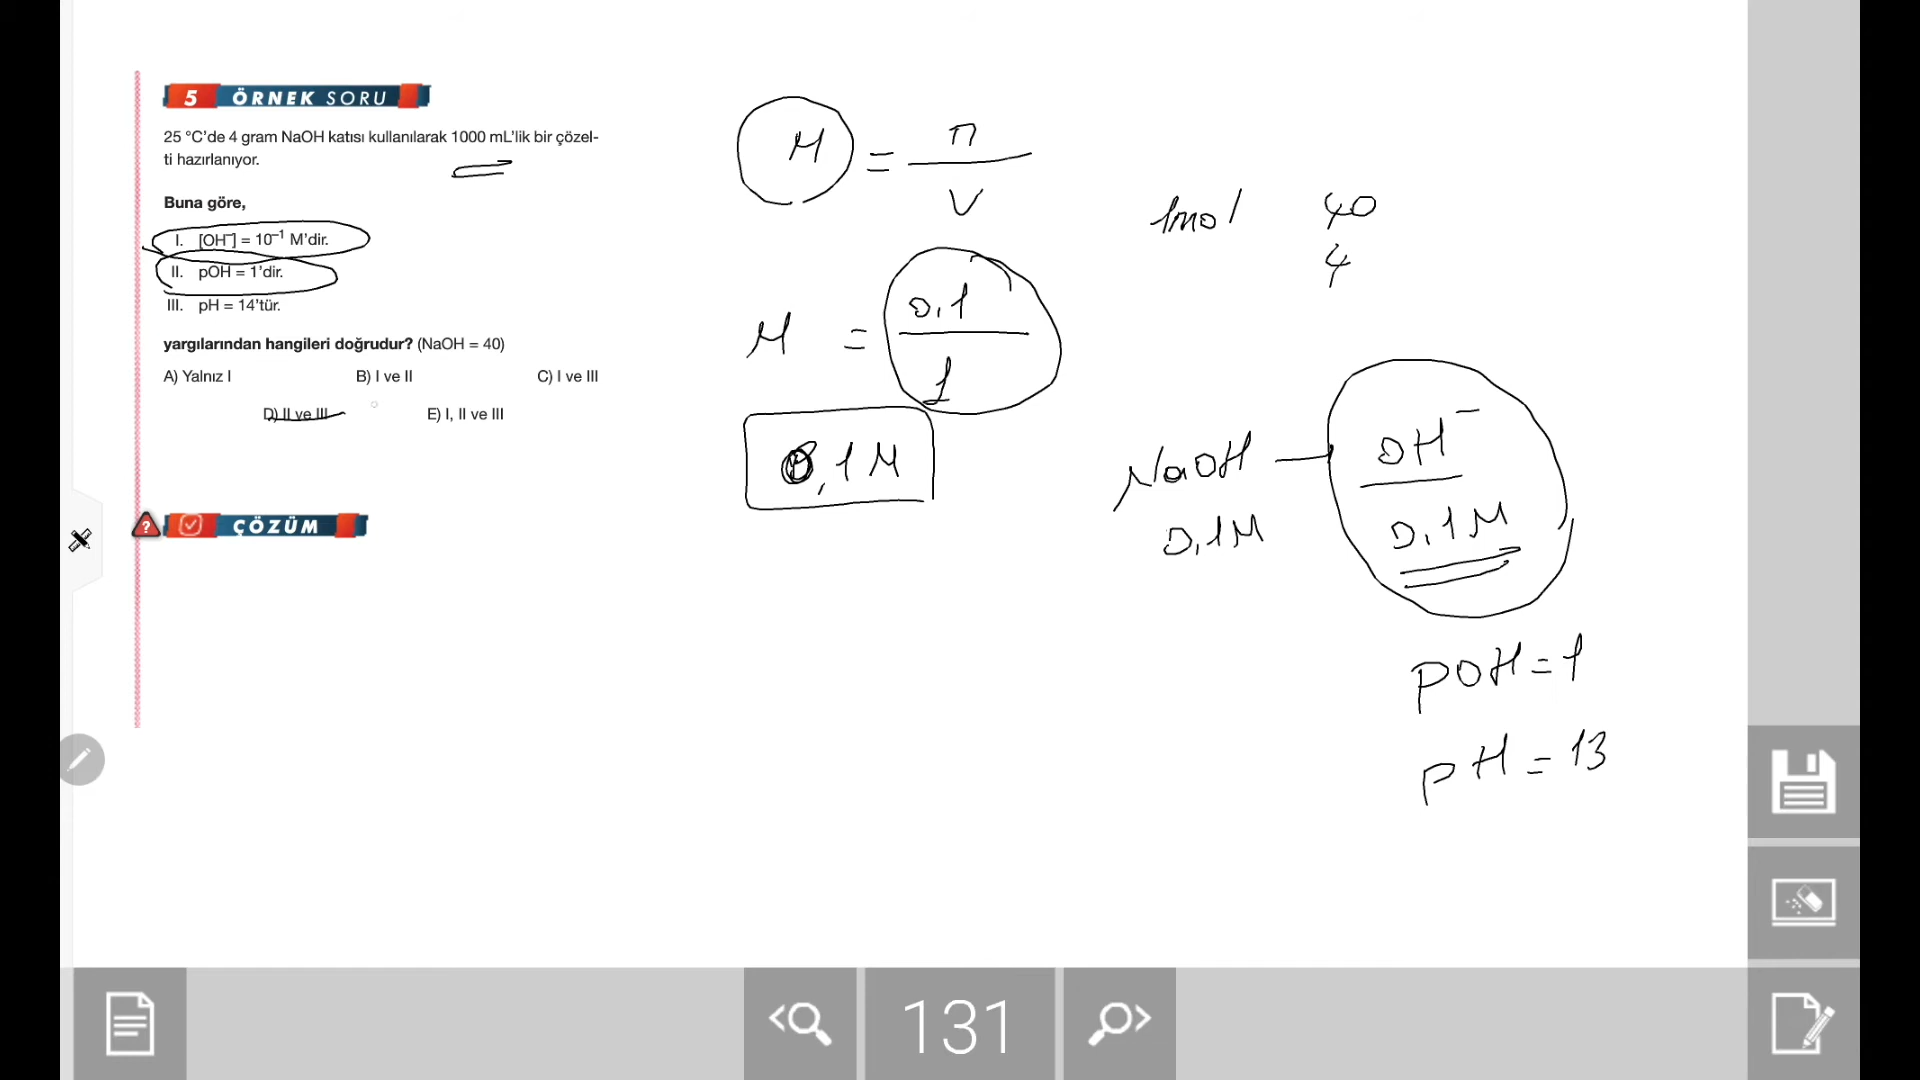 5 ÖRNEK SORU
25 °C'de 4 gram NaOH katısı kullanılarak 1000 mL'lik bir çözel-
ti hazırlanıyor.
Buna göre,
I. [OH⁻] = 10⁻¹ M'dir.
II. pOH = 1'dir.
III. pH = 14'tür.
yargılarından hangileri doğrudur? (NaOH = 40)
A) Yalnız I B) I ve II C) I ve III
D) II ve III E) I, II ve III
? ÇÖZÜM
M = n / V
M = 0,1 / 1
0,1 M
1mol 40
4
NaOH — OH⁻
0,1M 0,1M
POH = 1
PH = 13
131